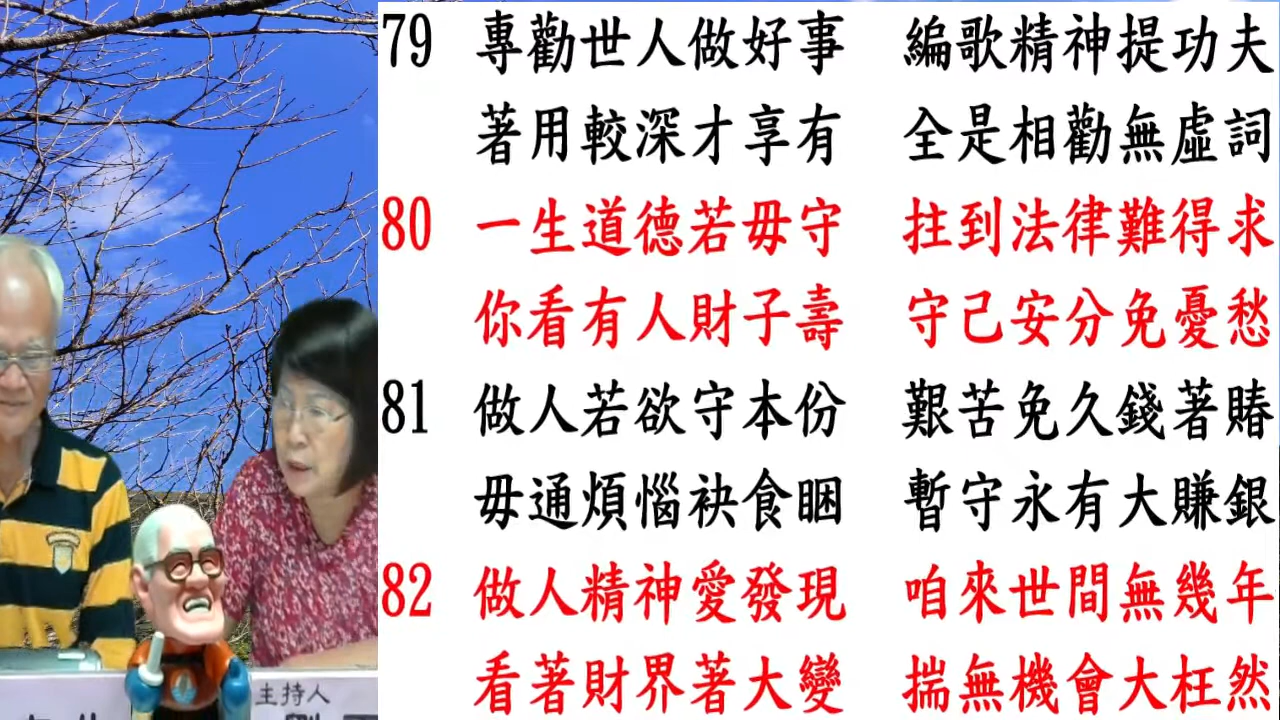 79 專勸世人做好事 編歌精神提功夫
著用較深才享有 全是相勸無虛詞
80 一生道德若毋守 拄到法律難得求
你看有人財子壽 守己安分免憂愁
81 做人若欲守本份 艱苦免久錢著賰
毋通煩惱袂食睏 暫守永有大賺銀
82 做人精神愛發現 咱來世間無幾年
看著財界著大變 揣無機會大枉然
主持人